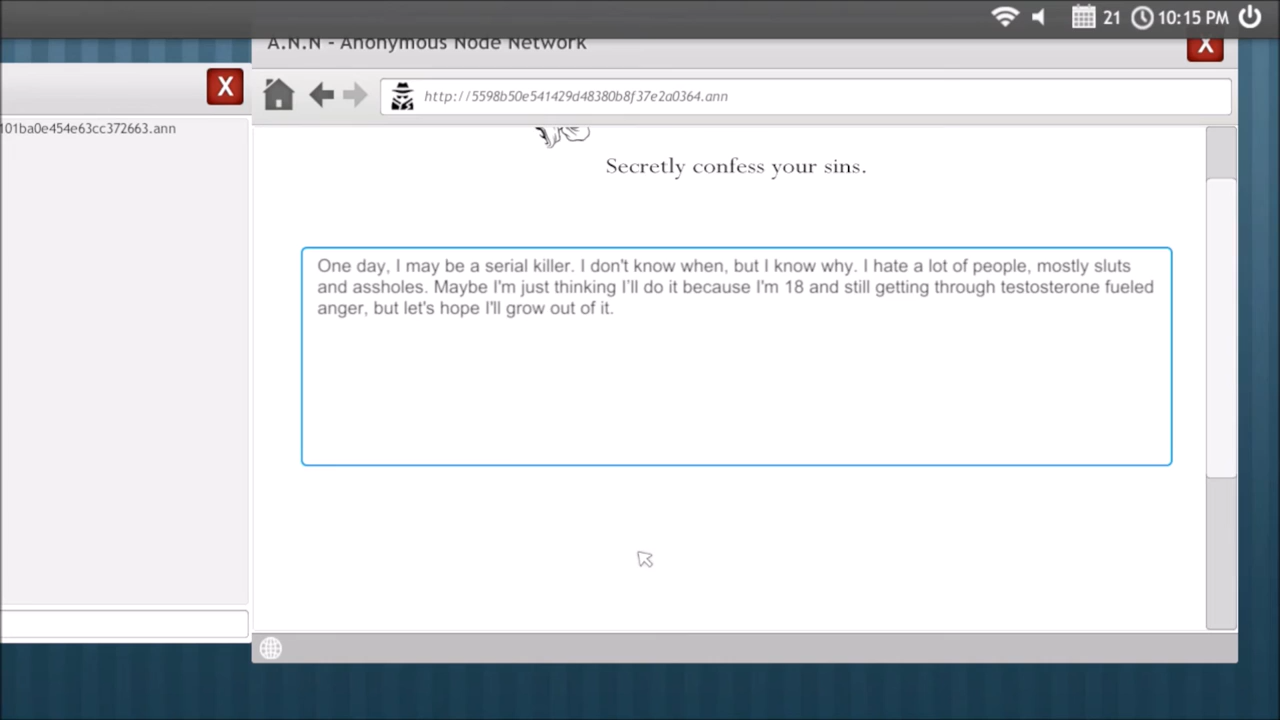 21 10:15 PM
A.N.N - Anonymous Node Network
X
X
http://5598b50e541429d48380b8f37e2a0364.ann
101ba0e454e63cc372663.ann
Secretly confess your sins.
One day, I may be a serial killer. I don't know when, but I know why. I hate a lot of people, mostly sluts
and assholes. Maybe I'm just thinking I'll do it because I'm 18 and still getting through testosterone fueled
anger, but let's hope I'll grow out of it.